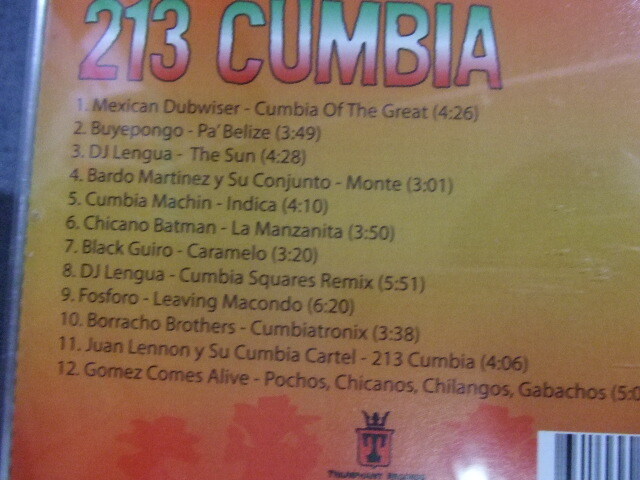 213 CUMBIA
1. Mexican Dubwiser - Cumbia Of The Great (4:26)
2. Buyepongo - Pa' Belize (3:49)
3. DJ Lengua - The Sun (4:28)
4. Bardo Martinez y Su Conjunto - Monte (3:01)
5. Cumbia Machin - Indica (4:10)
6. Chicano Batman - La Manzanita (3:50)
7. Black Guiro - Caramelo (3:20)
8. DJ Lengua - Cumbia Squares Remix (5:51)
9. Fosforo - Leaving Macondo (6:20)
10. Borracho Brothers - Cumbiatronix (3:38)
11. Juan Lennon y Su Cumbia Cartel - 213 Cumbia (4:06)
12. Gomez Comes Alive - Pochos, Chicanos, Chilangos, Gabachos
T